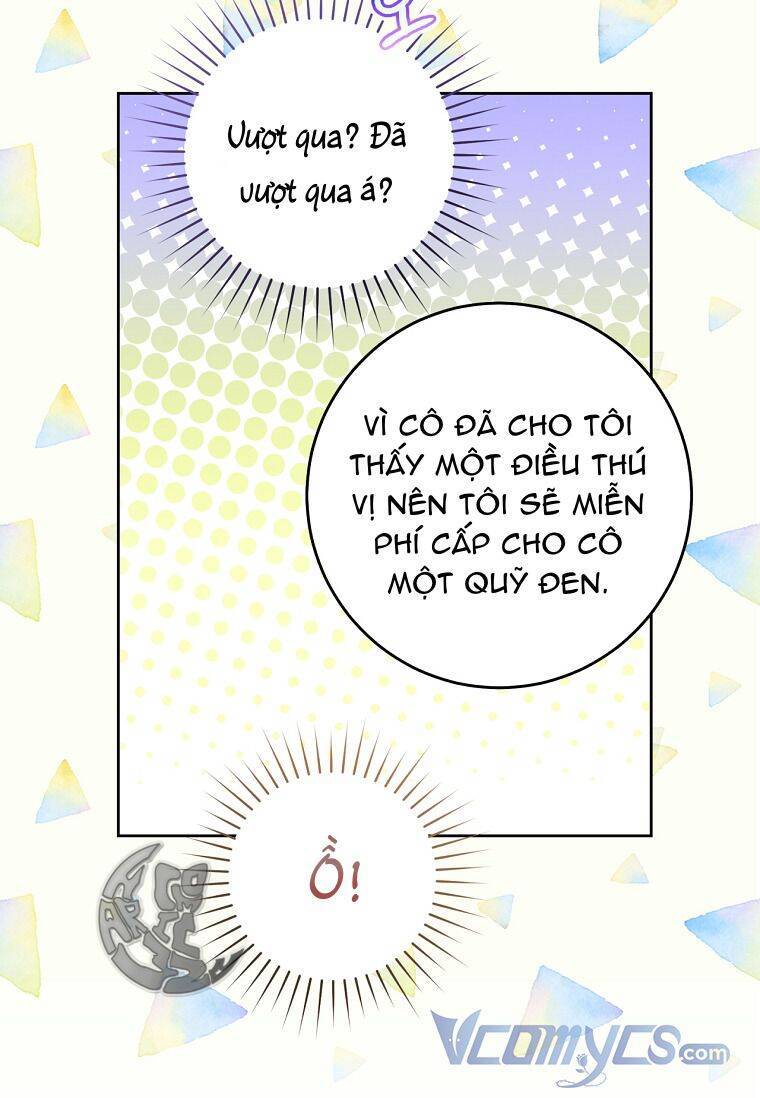 오
Vượt qua? Đã
vượt qua á?
VÌ CÔ ĐÃ CHO TÔI
THẤY MỘT ĐIỀU THÚ
VỊ NÊN TÔI SẼ MIỄN
PHÍ CẤP CHO CÔ
MỘT QUỸ ĐEN.
Ồ!
VCOMYCS.com